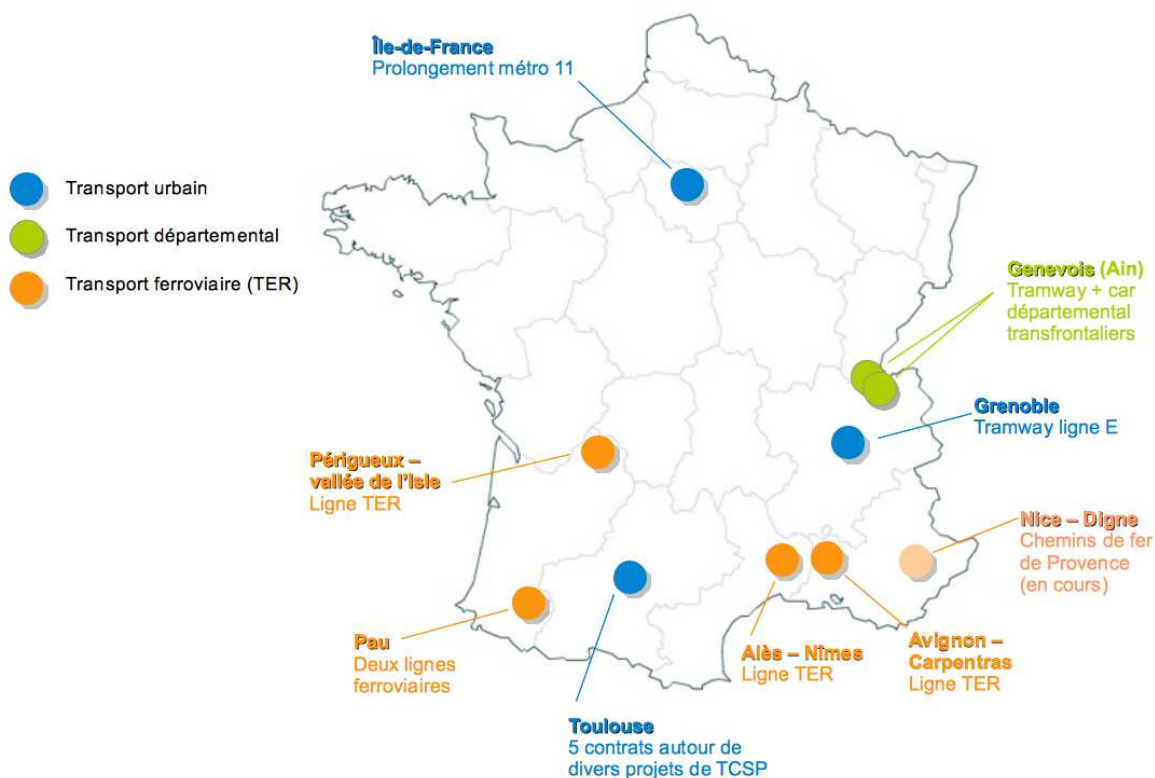 Île-de-France
Prolongement métro 11
Transport urbain
Transport départemental
Transport ferroviaire (TER)
Genevois (Ain)
Tramway + car
départemental
transfrontaliers
Grenoble
Tramway ligne E
Périgueux –
vallée de l'Isle
Ligne TER
Nice – Digne
Chemins de fer
de Provence
(en cours)
Pau
Deux lignes
ferroviaires
Alès – Nîmes
Ligne TER
Avignon –
Carpentras
Ligne TER
Toulouse
5 contrats autour de
divers projets de TCSP